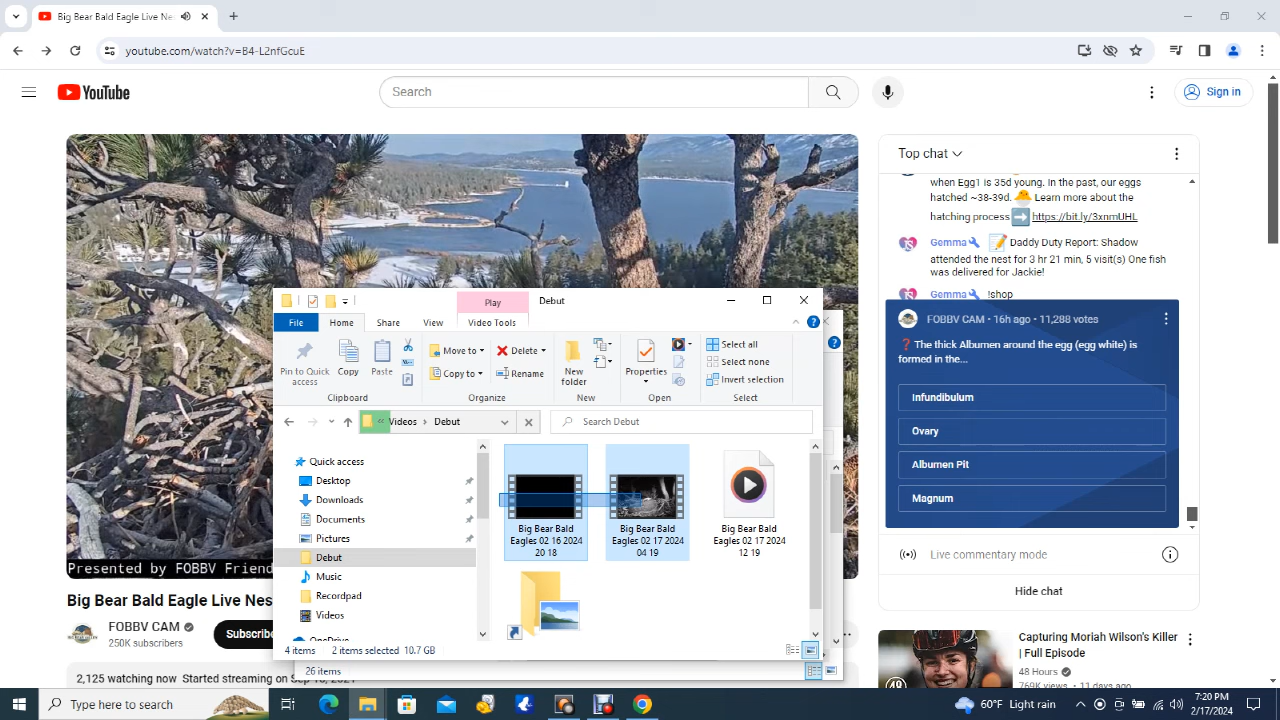 Big Bear Bald Eagle Live Nes
youtube.com/watch?v=B4-L2nfGcuE
YouTube
Search
Sign in
Top chat
when Egg1 is 35d young. In the past, our eggs
hatched ~38-39d. Learn more about the
hatching process https://bit.ly/3xnmUHL
Gemma Daddy Duty Report: Shadow
attended the nest for 3 hr 21 min, 5 visit(s) One fish
was delivered for Jackie!
Gemma !shop
FOBBV CAM • 16h ago • 11,288 votes
❓The thick Albumen around the egg (egg white) is
formed in the...
Infundibulum
Ovary
Albumen Pit
Magnum
Live commentary mode
Hide chat
Presented by FOBBV Friend
Big Bear Bald Eagle Live Nes
FOBBV CAM
250K subscribers
Subscribe
2,125 watching now Started streaming on
Capturing Moriah Wilson's Killer
| Full Episode
48 Hours
769K views • 11 days ago
Play
Debut
File
Home
Share
View
Video Tools
Pin to Quick
access
Copy
Paste
Move to
Copy to
Delete
Rename
New
folder
Properties
Select all
Select none
Invert selection
Clipboard
Organize
New
Open
Select
« Videos > Debut
Search Debut
Quick access
Desktop
Downloads
Documents
Pictures
Debut
Music
Recordpad
Videos
OneDrive
Big Bear Bald
Eagles 02 16 2024
20 18
Big Bear Bald
Eagles 02 17 2024
04 19
Big Bear Bald
Eagles 02 17 2024
12 19
4 items 2 items selected 10.7 GB
26 items
Type here to search
60°F Light rain
7:20 PM
2/17/2024